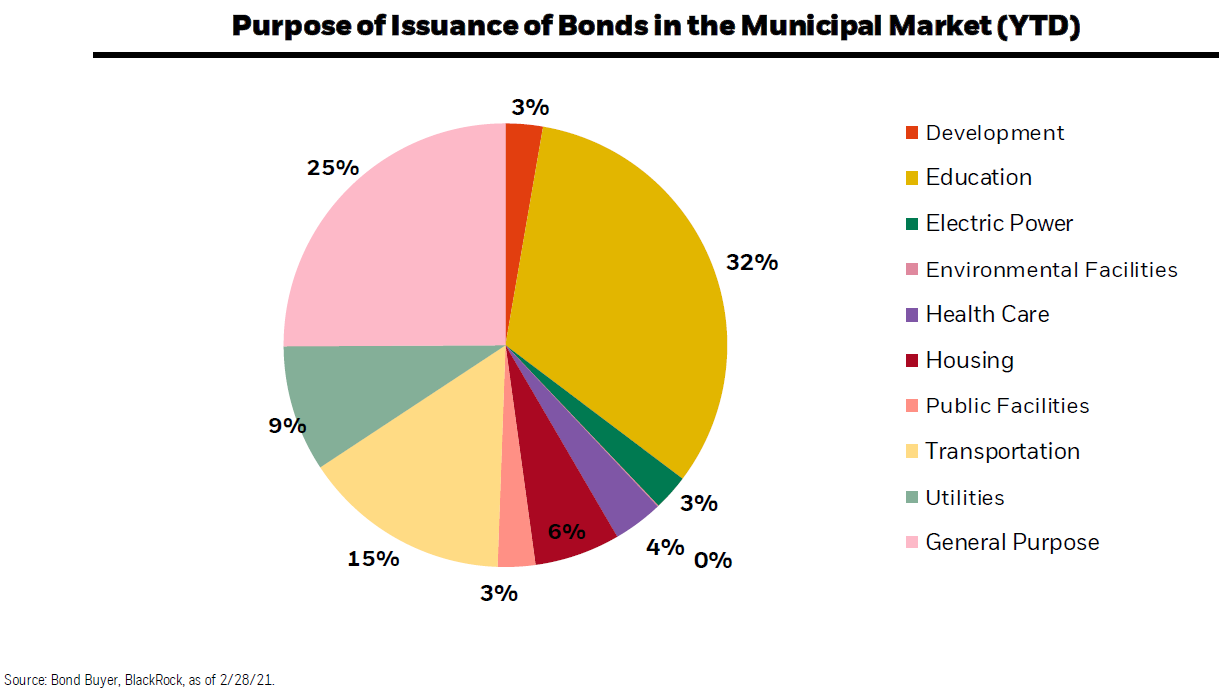 Purpose of Issuance of Bonds in the Municipal Market (YTD)
3%
25%
32%
9%
3%
6%
4%
0%
15%
3%
Development
Education
Electric Power
Environmental Facilities
Health Care
Housing
Public Facilities
Transportation
Utilities
General Purpose
Source: Bond Buyer, BlackRock, as of 2/28/21.